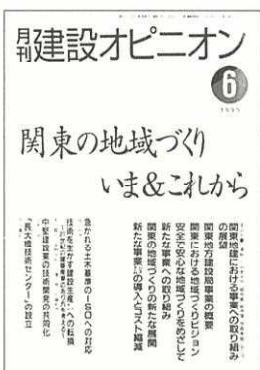 月刊建設オピニオン
6
1995
関東の地域づくり
いま&これから
関東地建における事業への取り組みの展望
関東地方建設局事業の概要
関東における地域づくりビジョン
安全で安心な地域づくりをめざして
新たな事業への取り組み
関東の地域づくりの新たな展開
新たな事業の導入とコスト縮減
急がれる土木事業のISOへの対応
技術を生かす建設生産への転換
中堅建設業の技術開発の共同化
「長大橋技術センター」の設立